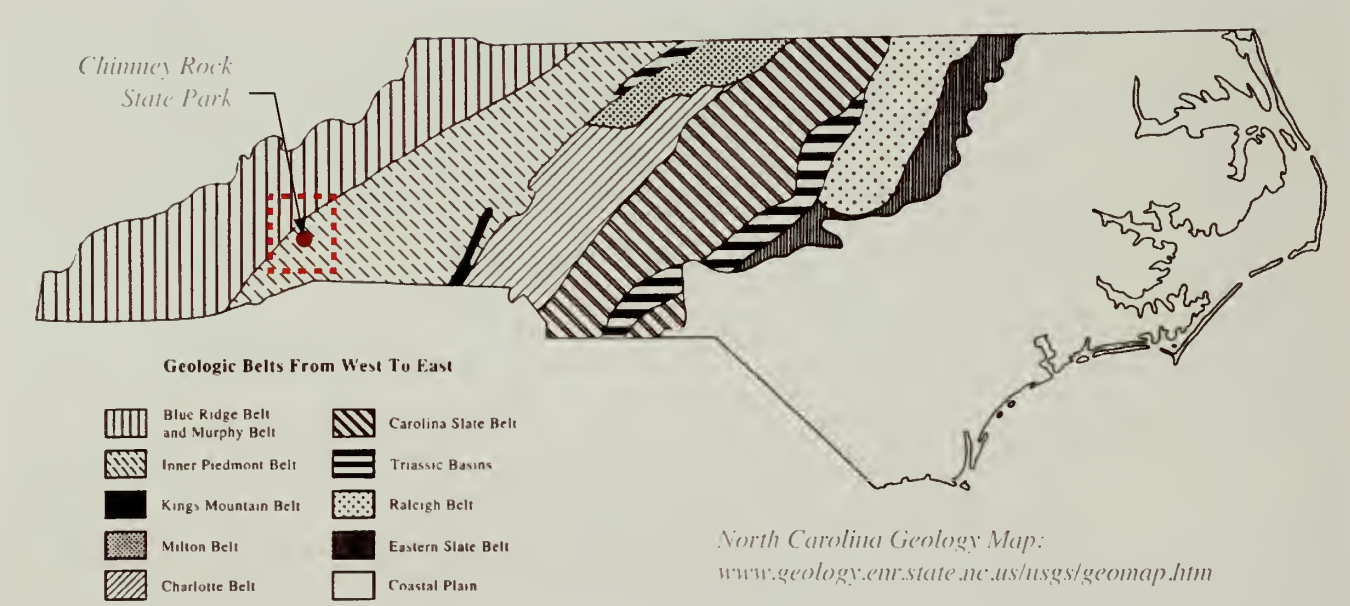 Chimney Rock
State Park
Geologic Belts From West To East
Blue Ridge Belt
and Murphy Belt
Inner Piedmont Belt
Kings Mountain Belt
Milton Belt
Charlotte Belt
Carolina Slate Belt
Triassic Basins
Raleigh Belt
Eastern Slate Belt
Coastal Plain
North Carolina Geology Map:
www.geology.enr.state.nc.us/usgs/geomap.htm